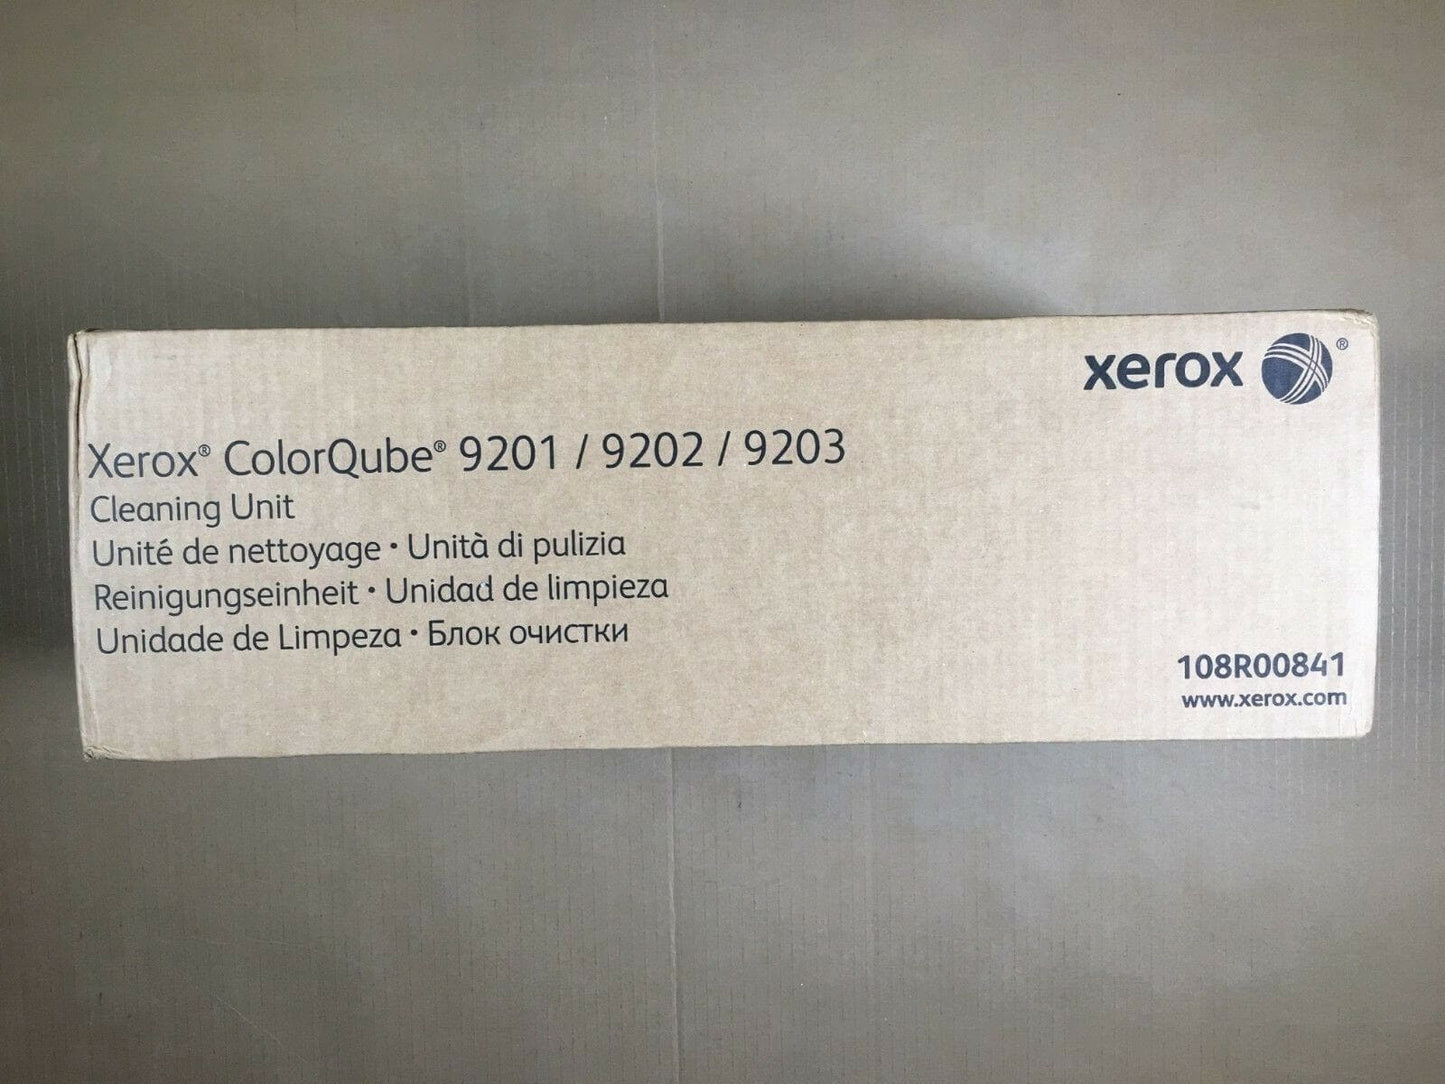 xerox ®
Xerox® ColorQube® 9201 / 9202 / 9203
Cleaning Unit
Unité de nettoyage • Unità di pulizia
Reinigungseinheit • Unidad de limpieza
Unidade de Limpeza • Блок очистки
108R00841
www.xerox.com